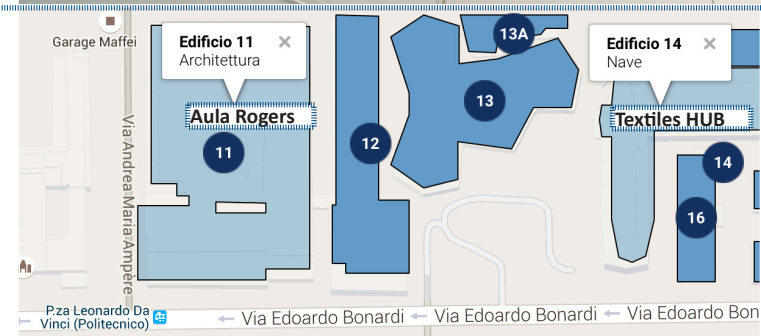 Garage Maffei
Edificio 11
Architettura
Aula Rogers
11
12
13A
13
Edificio 14
Nave
Textiles HUB
14
16
Via Andrea Maria Ampère
P.za Leonardo Da
Vinci (Politecnico)
Via Edoardo Bonardi
Via Edoardo Bonardi
Via Edoardo Bon